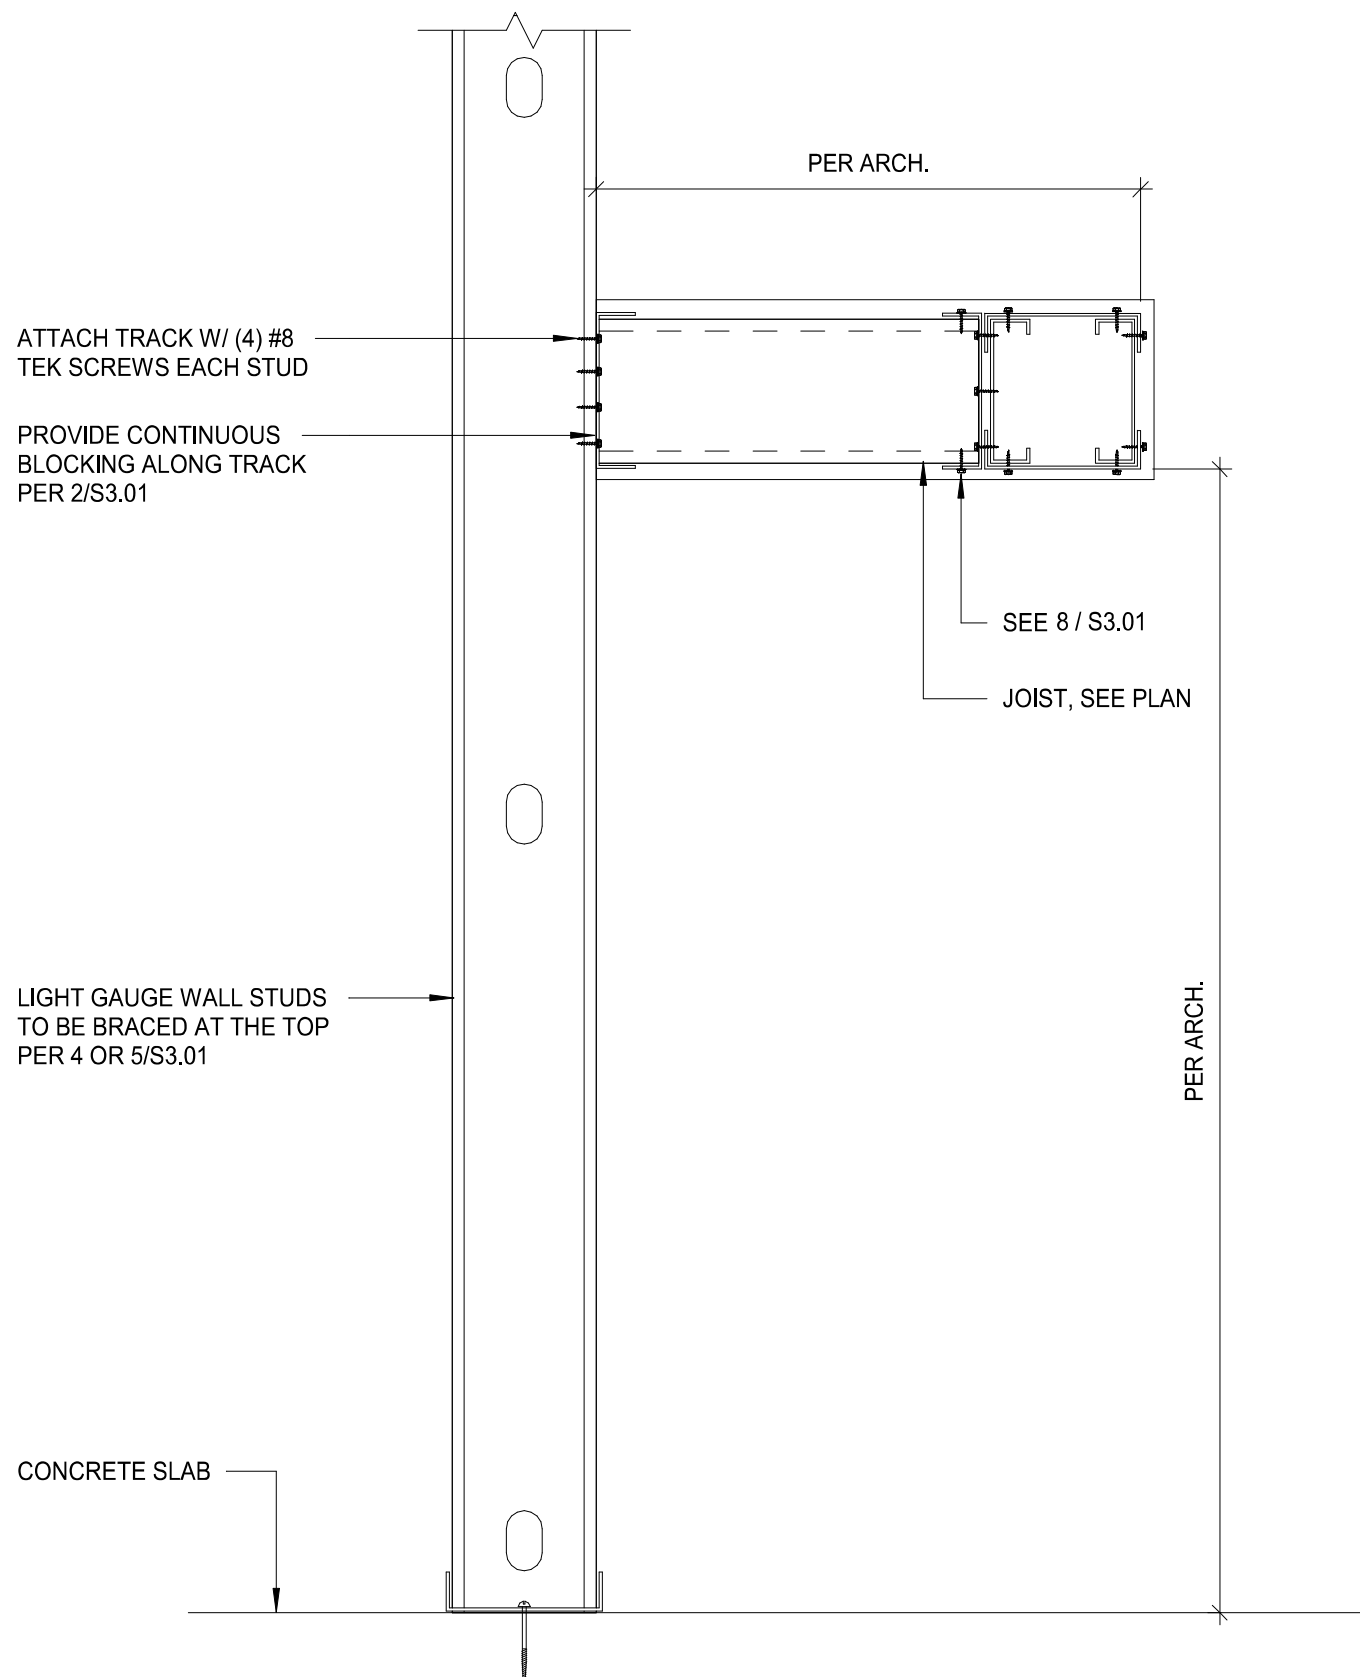 PER ARCH.
ATTACH TRACK W/ (4) #8
TEK SCREWS EACH STUD
PROVIDE CONTINUOUS
BLOCKING ALONG TRACK
PER 2/S3.01
SEE 8 / S3.01
JOIST, SEE PLAN
LIGHT GAUGE WALL STUDS
TO BE BRACED AT THE TOP
PER 4 OR 5/S3.01
PER ARCH.
CONCRETE SLAB